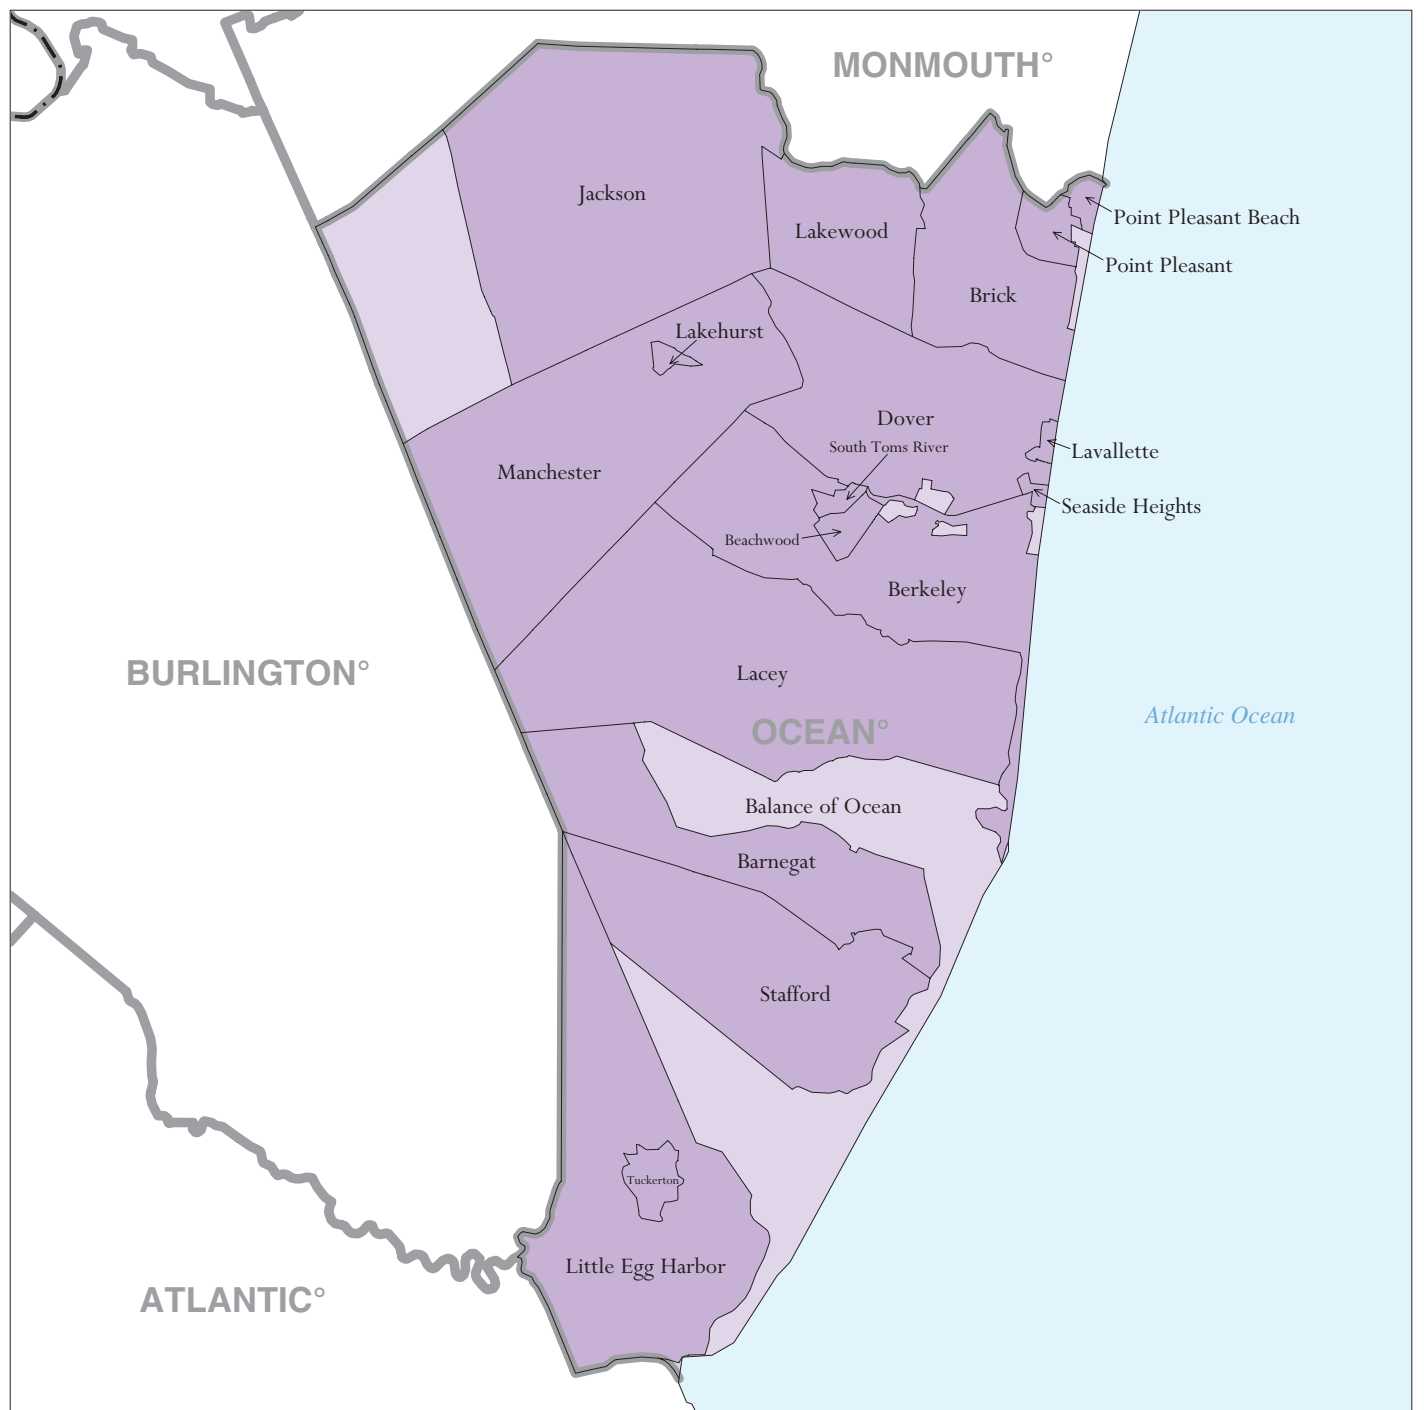 MONMOUTH°
Jackson
Point Pleasant Beach
Lakewood
Point Pleasant
Brick
Lakehurst
Dover
South Toms River
Lavallette
Manchester
Seaside Heights
Beachwood
Berkeley
BURLINGTON°
Lacey
Atlantic Ocean
OCEAN°
Balance of Ocean
Barnegat
Stafford
Tuckerton
Little Egg Harbor
ATLANTIC°